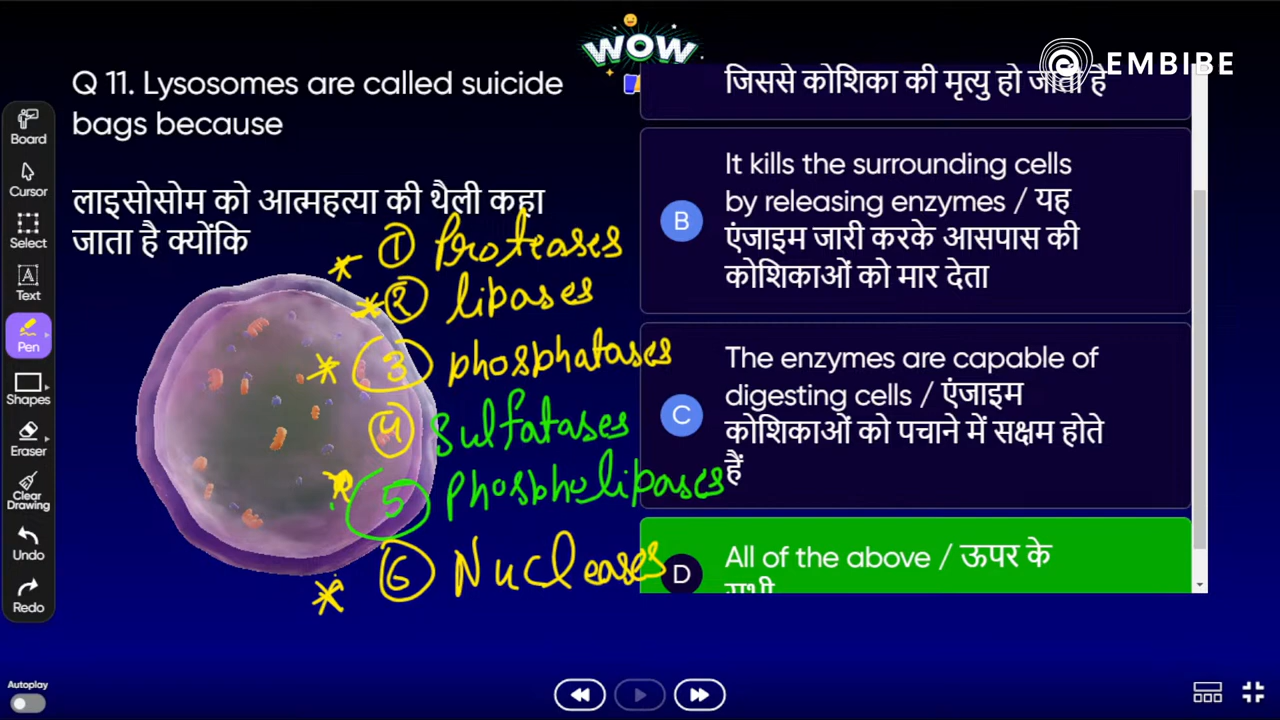 WOW
EMBIBE
Q 11. Lysosomes are called suicide
bags because
लाइसोसोम को आत्महत्या की थैली कहा
जाता है क्योंकि
① Proteases
② lipases
③ phosphatases
④ Sulfatases
⑤ Phospholipases
⑥ Nucleases
जिससे कोशिका की मृत्यु हो जाती है
B
It kills the surrounding cells
by releasing enzymes / यह
एंजाइम जारी करके आसपास की
कोशिकाओं को मार देता
C
The enzymes are capable of
digesting cells / एंजाइम
कोशिकाओं को पचाने में सक्षम होते
हैं
D
All of the above / ऊपर के
सभी
Board
Cursor
Select
A
Text
Pen
Shapes
Eraser
Clear
Drawing
Undo
Redo
Autoplay